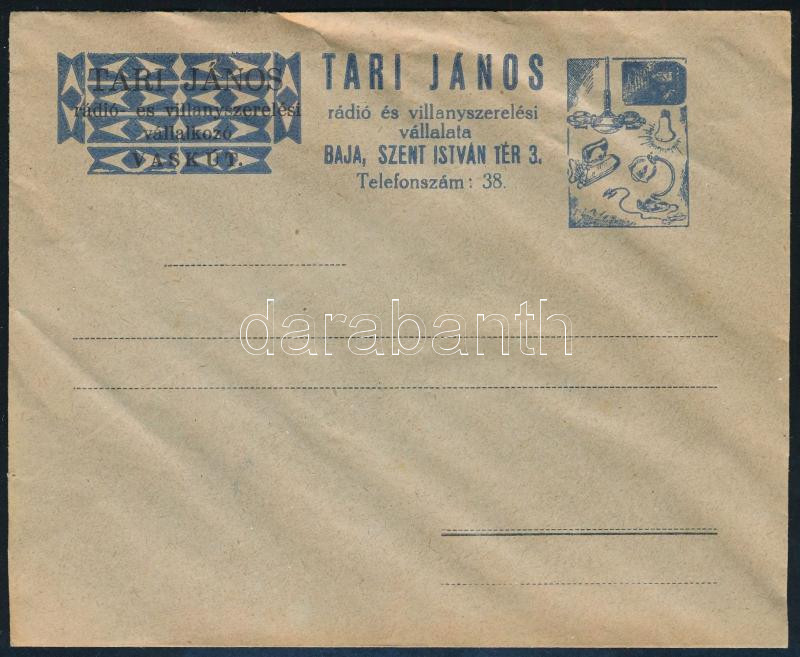 TARI JÁNOS
rádió és villanyszerelési
vállalkozó
VASKÚT.
TARI JÁNOS
rádió és villanyszerelési
vállalata
BAJA, SZENT ISTVÁN TÉR 3.
Telefonszám: 38.
darabanth